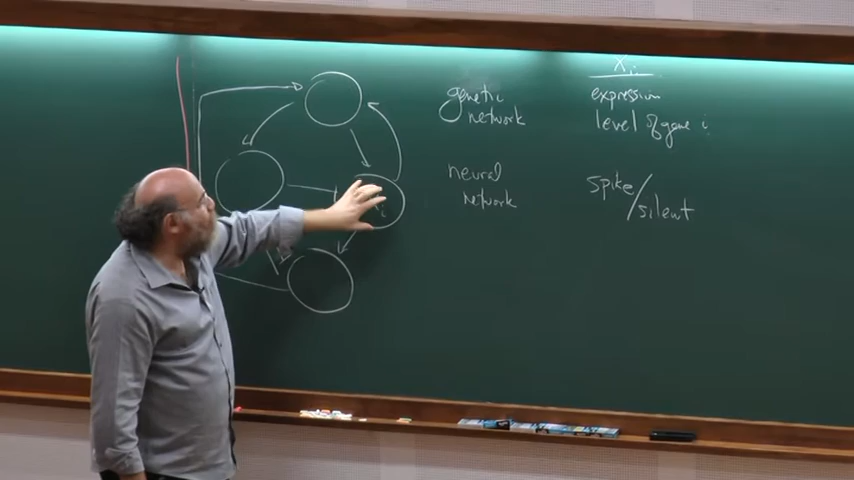 Xi
genetic
network
expression
level of gene i
neural
network
spike/
silent
i